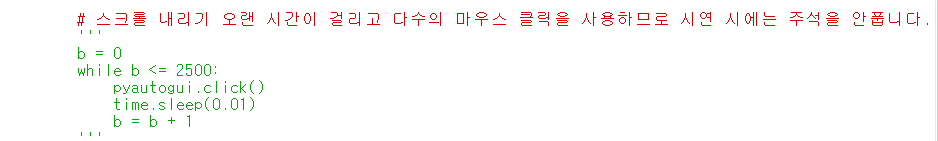 # 스크롤 내리기 오랜 시간이 걸리고 다수의 마우스 클릭을 사용하므로 시연 시에는 주석을 안풉니다.
'''
b = 0
while b <= 2500:
    pyautogui.click()
    time.sleep(0.01)
    b = b + 1
'''